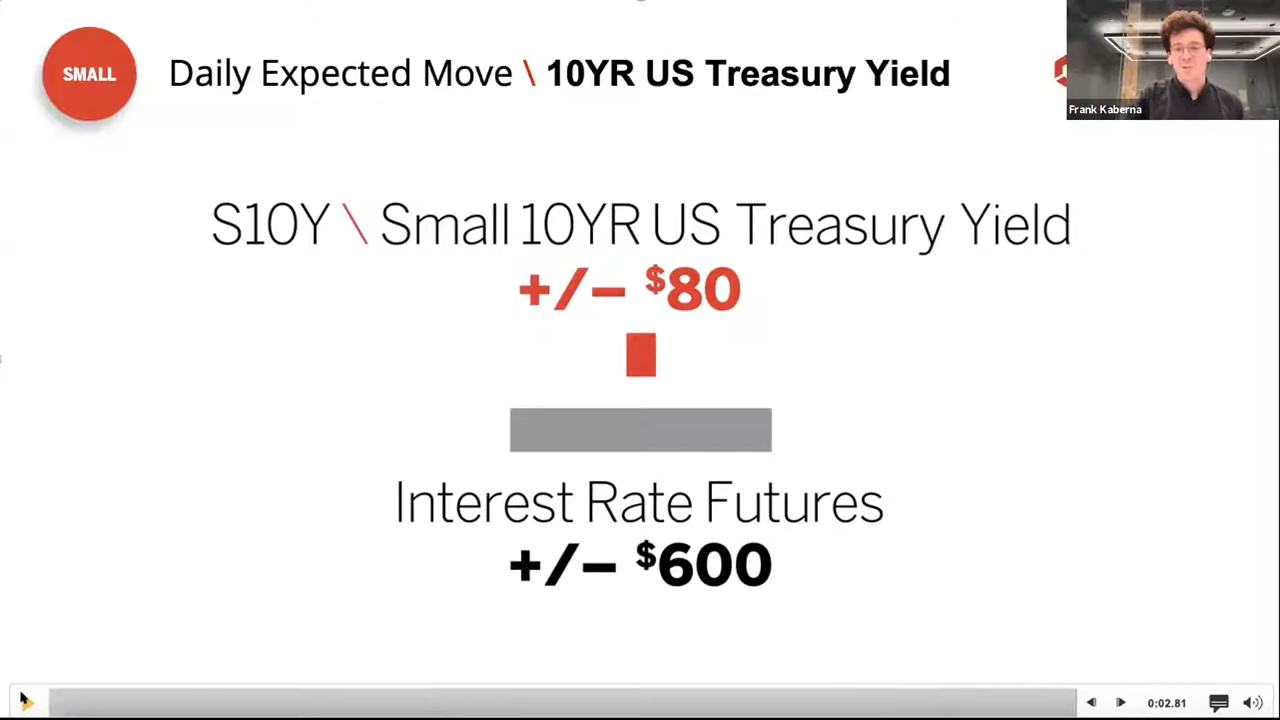 SMALL
Daily Expected Move \ 10YR US Treasury Yield
Frank Kaberna
S10Y \ Small 10YR US Treasury Yield
+/– $80
Interest Rate Futures
+/– $600
0:02.81